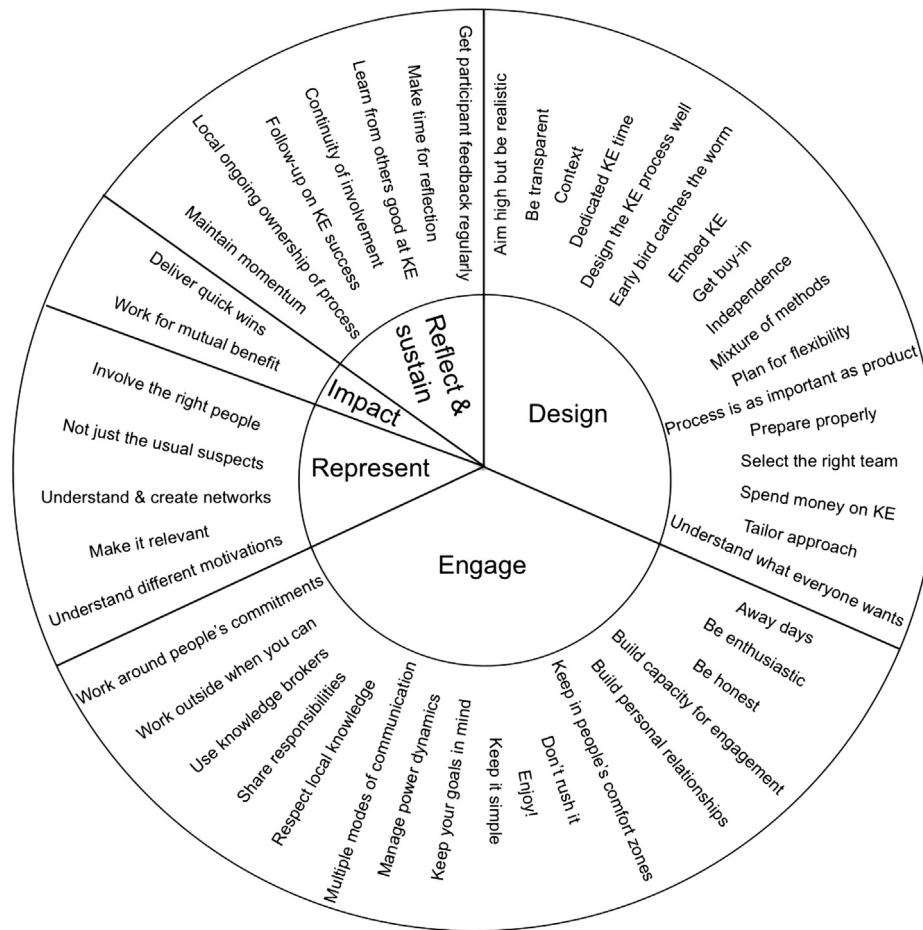 Design
Aim high but be realistic
Be transparent
Context
Dedicated KE time
Design the KE process well
Early bird catches the worm
Embed KE
Get buy-in
Independence
Mixture of methods
Plan for flexibility
Process is as important as product
Prepare properly
Select the right team
Spend money on KE
Tailor approach
Understand what everyone wants
Engage
Away days
Be enthusiastic
Be honest
Build capacity for engagement
Build personal relationships
Keep in people's comfort zones
Don't rush it
Enjoy!
Keep it simple
Keep your goals in mind
Manage power dynamics
Multiple modes of communication
Respect local knowledge
Share responsibilities
Use knowledge brokers
Work outside when you can
Work around people's commitments
Represent
Understand different motivations
Make it relevant
Understand & create networks
Not just the usual suspects
Involve the right people
Impact
Work for mutual benefit
Deliver quick wins
Reflect &
sustain
Maintain momentum
Local ongoing ownership of process
Follow-up on KE success
Continuity of involvement
Learn from others good at KE
Make time for reflection
Get participant feedback regularly